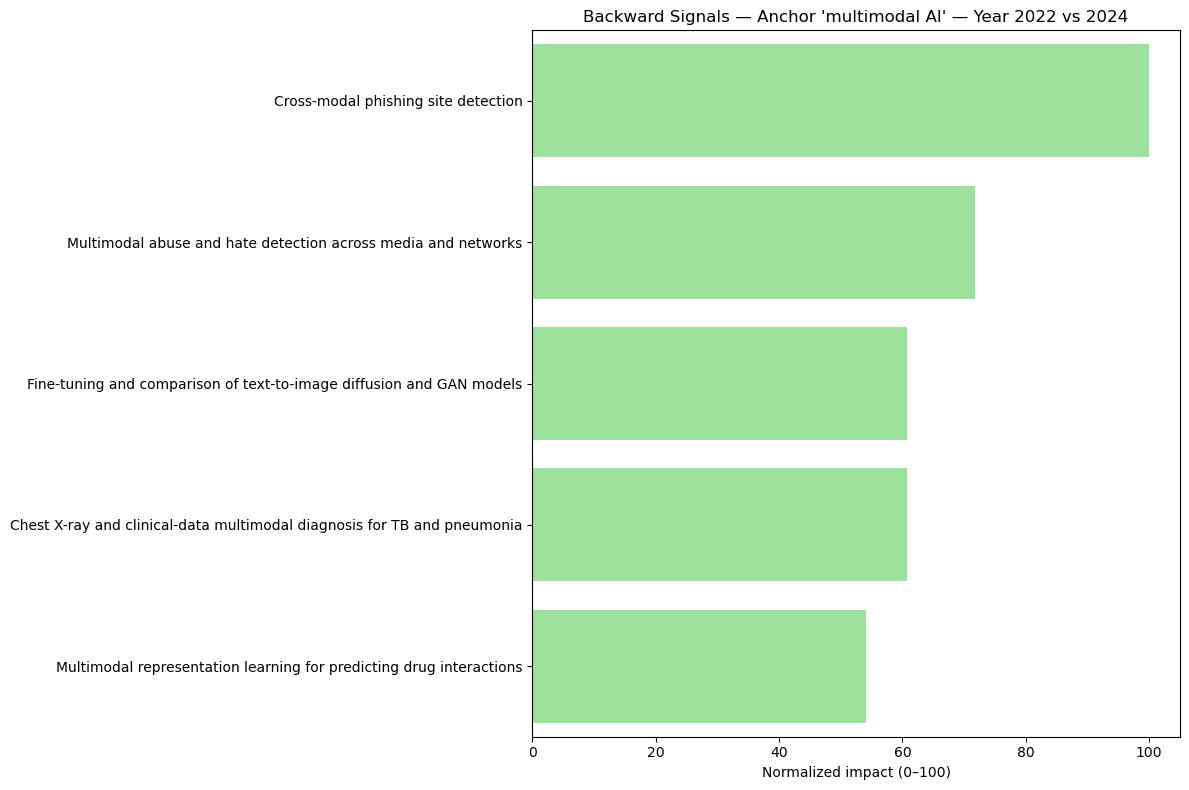 Backward Signals — Anchor 'multimodal AI' — Year 2022 vs 2024
Cross-modal phishing site detection
Multimodal abuse and hate detection across media and networks
Fine-tuning and comparison of text-to-image diffusion and GAN models
Chest X-ray and clinical-data multimodal diagnosis for TB and pneumonia
Multimodal representation learning for predicting drug interactions
0 20 40 60 80 100
Normalized impact (0–100)